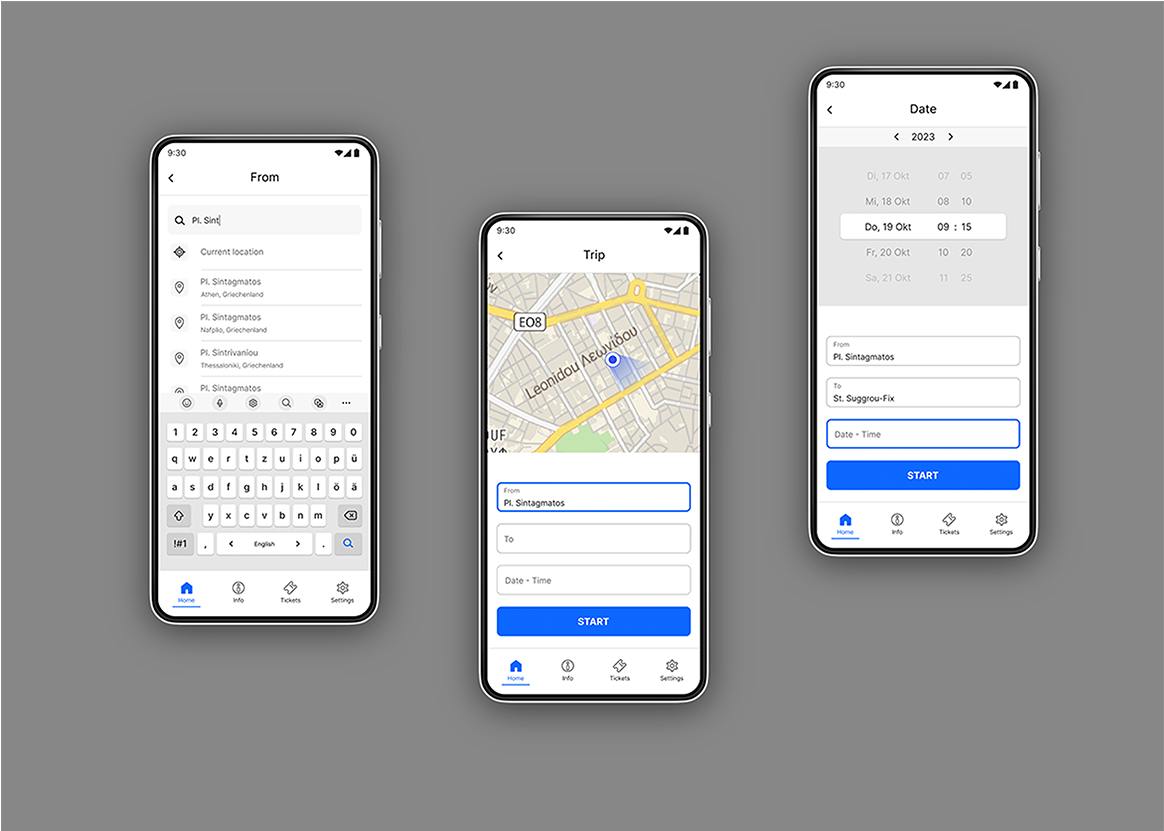 9:30
From
Pl. Sint
Current location
Pl. Sintagmatos
Athen, Griechenland
Pl. Sintagmatos
Nafplio, Griechenland
Pl. Sintrivaniou
Thessaloniki, Griechenland
Pl. Sintagmatos
1 2 3 4 5 6 7 8 9 0
q w e r t z u i o p ü
a s d f g h j k l ö ä
y x c v b n m
!#1 , < English > .
Home Info Tickets Settings
9:30
Trip
EO8
Leonidou Λεωνίδου
From
Pl. Sintagmatos
To
Date - Time
START
Home Info Tickets Settings
9:30
Date
< 2023 >
Di, 17 Okt 07 05
Mi, 18 Okt 08 10
Do, 19 Okt 09 : 15
Fr, 20 Okt 10 20
Sa, 21 Okt 11 25
From
Pl. Sintagmatos
To
St. Suggrou-Fix
Date - Time
START
Home Info Tickets Settings